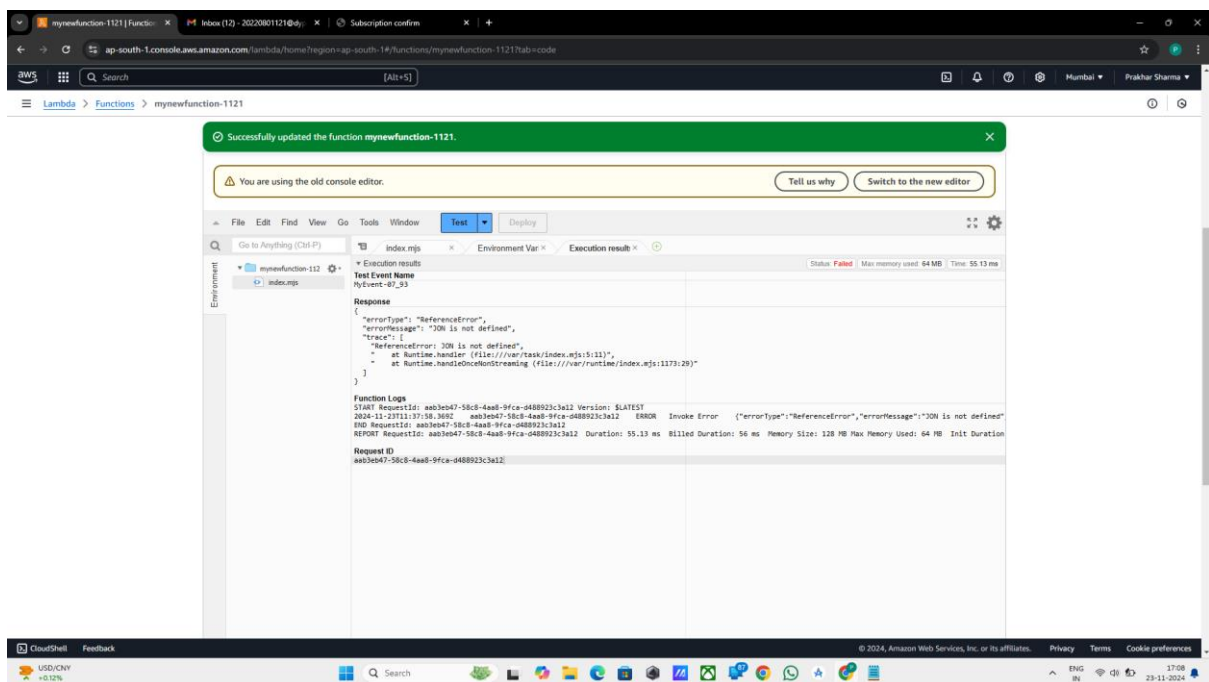 mynewfunction-1121 | Function
Inbox (12) - 20220801121@dy
Subscription confirm
ap-south-1.console.aws.amazon.com/lambda/home?region=ap-south-1#/functions/mynewfunction-1121?tab=code
aws
Search
[Alt+S]
Mumbai
Prakhar Sharma
Lambda > Functions > mynewfunction-1121
Successfully updated the function mynewfunction-1121.
You are using the old console editor.
Tell us why
Switch to the new editor
File Edit Find View Go Tools Window
Test
Deploy
Go to Anything (Ctrl-P)
index.mjs
Environment Var
Execution result
Environment
mynewfunction-112
index.mjs
Execution results
Status: Failed
Max memory used: 64 MB
Time: 55.13 ms
Test Event Name
MyEvent-07_93
Response
{
"errorType": "ReferenceError",
"errorMessage": "JON is not defined",
"trace": [
"ReferenceError: JON is not defined",
" at Runtime.handler (file:///var/task/index.mjs:5:11)",
" at Runtime.handleOnceNonStreaming (file:///var/runtime/index.mjs:1173:29)"
]
}
Function Logs
START RequestId: aab3eb47-58c8-4aa8-9fca-d488923c3a12 Version: $LATEST
2024-11-23T11:37:58.369Z aab3eb47-58c8-4aa8-9fca-d488923c3a12 ERROR Invoke Error {"errorType":"ReferenceError","errorMessage":"JON is not defined"
END RequestId: aab3eb47-58c8-4aa8-9fca-d488923c3a12
REPORT RequestId: aab3eb47-58c8-4aa8-9fca-d488923c3a12 Duration: 55.13 ms Billed Duration: 56 ms Memory Size: 128 MB Max Memory Used: 64 MB Init Duration
Request ID
aab3eb47-58c8-4aa8-9fca-d488923c3a12
CloudShell
Feedback
© 2024, Amazon Web Services, Inc. or its affiliates.
Privacy
Terms
Cookie preferences
USD/CNY
+0.12%
Search
ENG
IN
17:08
23-11-2024